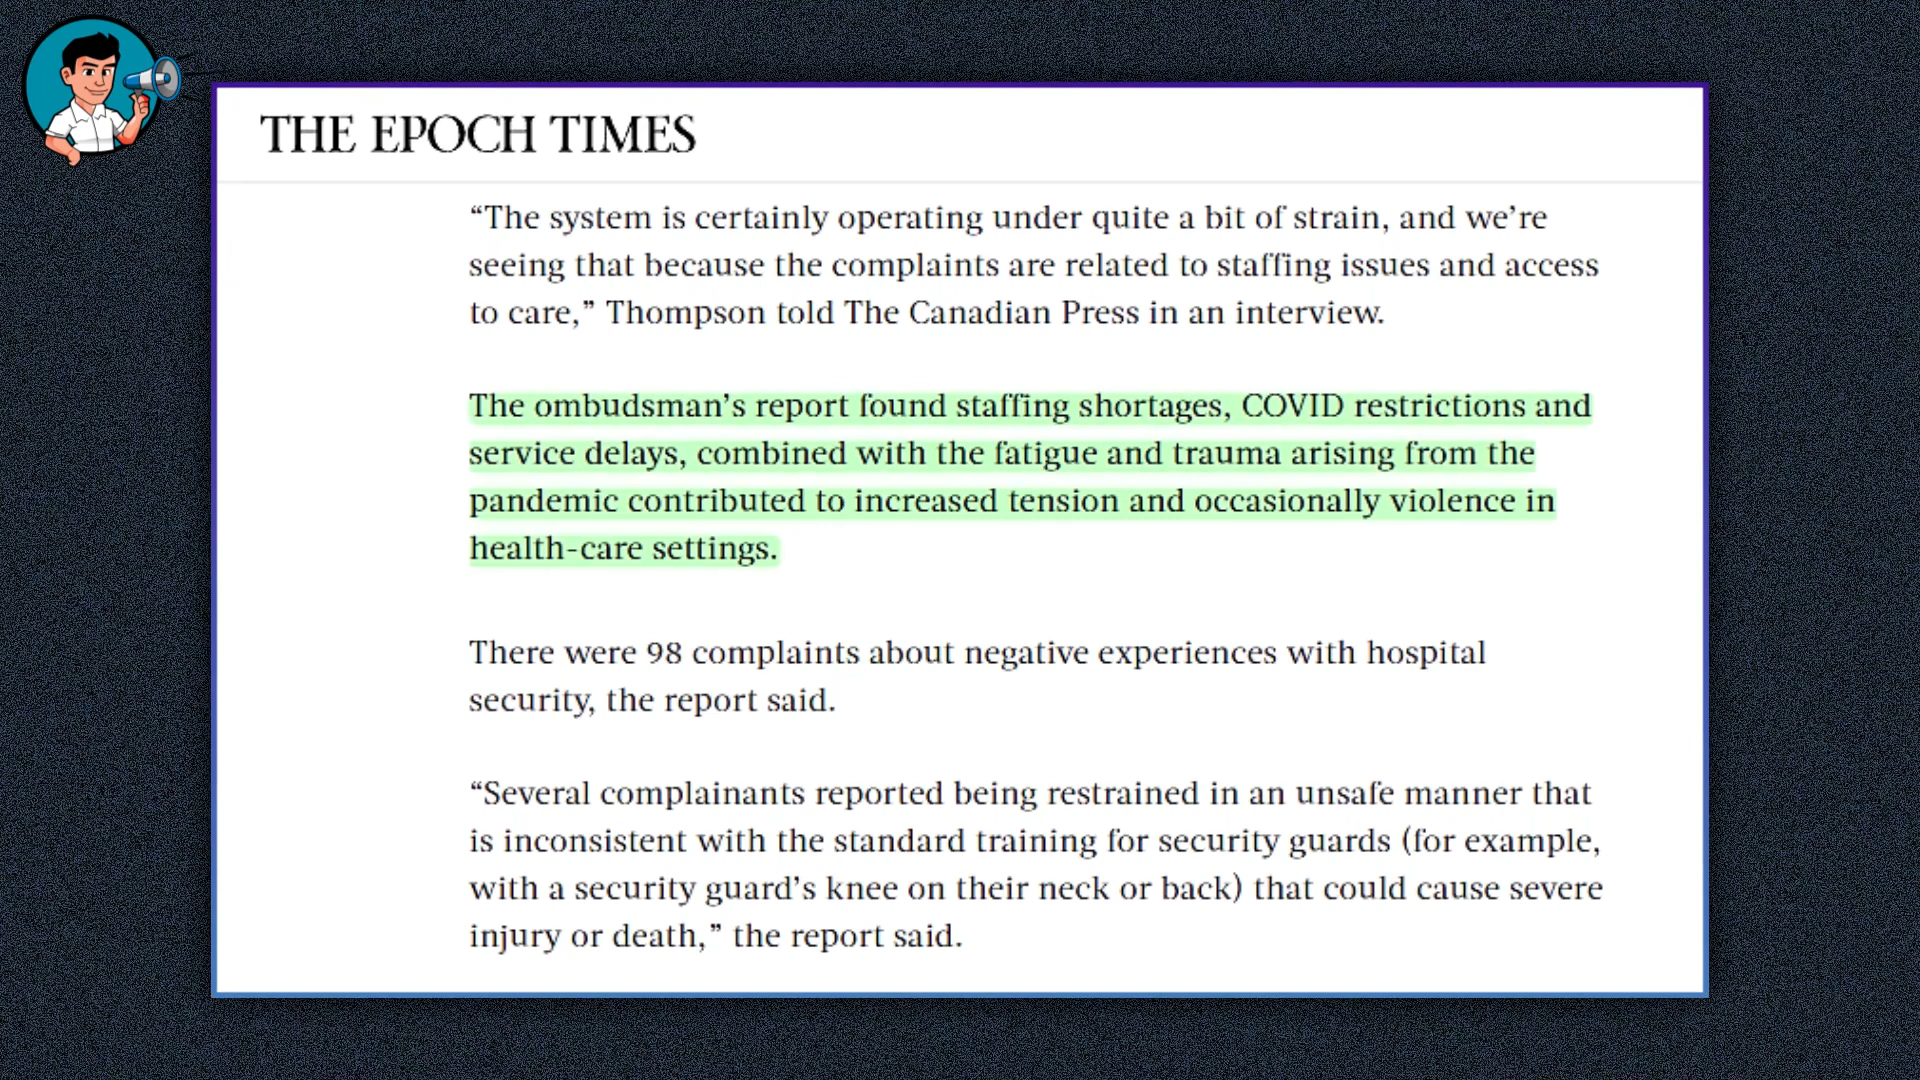 THE EPOCH TIMES
“The system is certainly operating under quite a bit of strain, and we’re
seeing that because the complaints are related to staffing issues and access
to care,” Thompson told The Canadian Press in an interview.
The ombudsman’s report found staffing shortages, COVID restrictions and
service delays, combined with the fatigue and trauma arising from the
pandemic contributed to increased tension and occasionally violence in
health-care settings.
There were 98 complaints about negative experiences with hospital
security, the report said.
“Several complainants reported being restrained in an unsafe manner that
is inconsistent with the standard training for security guards (for example,
with a security guard’s knee on their neck or back) that could cause severe
injury or death,” the report said.